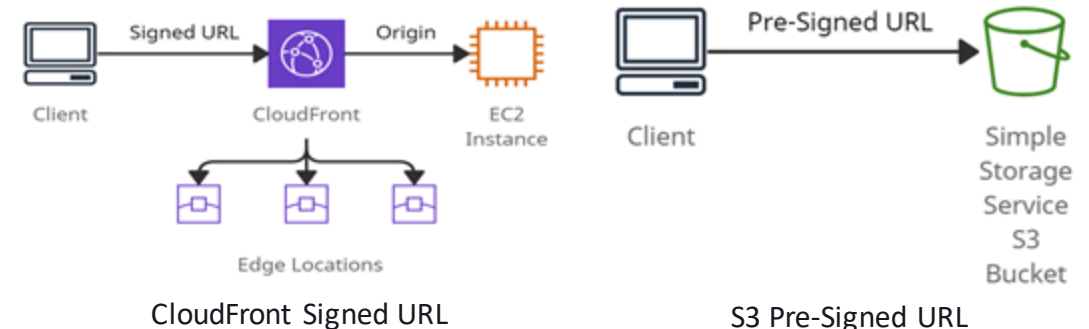 Signed URL
Origin
Client
CloudFront
EC2
Instance
Edge Locations
CloudFront Signed URL
Pre-Signed URL
Client
Simple
Storage
Service
S3
Bucket
S3 Pre-Signed URL